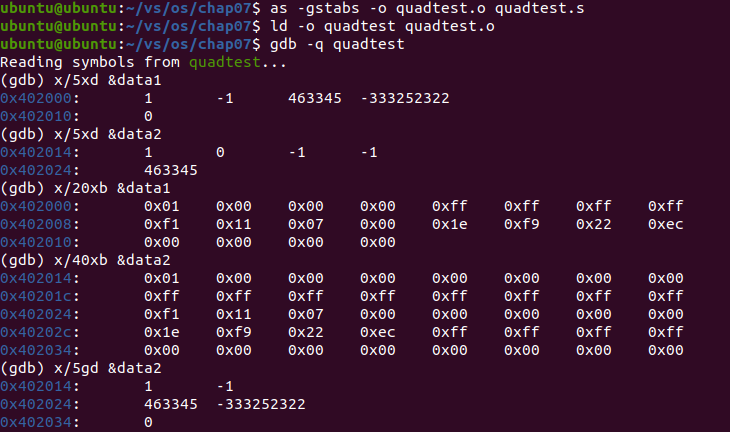 ubuntu@ubuntu:~/vs/os/chap07$ as -gstabs -o quadtest.o quadtest.s
ubuntu@ubuntu:~/vs/os/chap07$ ld -o quadtest quadtest.o
ubuntu@ubuntu:~/vs/os/chap07$ gdb -q quadtest
Reading symbols from quadtest...
(gdb) x/5xd &data1
0x402000:       1       -1      463345  -333252322
0x402010:       0
(gdb) x/5xd &data2
0x402014:       1       0       -1      -1
0x402024:       463345
(gdb) x/20xb &data1
0x402000:       0x01    0x00    0x00    0x00    0xff    0xff    0xff    0xff
0x402008:       0xf1    0x11    0x07    0x00    0x1e    0xf9    0x22    0xec
0x402010:       0x00    0x00    0x00    0x00
(gdb) x/40xb &data2
0x402014:       0x01    0x00    0x00    0x00    0x00    0x00    0x00    0x00
0x40201c:       0xff    0xff    0xff    0xff    0xff    0xff    0xff    0xff
0x402024:       0xf1    0x11    0x07    0x00    0x00    0x00    0x00    0x00
0x40202c:       0x1e    0xf9    0x22    0xec    0xff    0xff    0xff    0xff
0x402034:       0x00    0x00    0x00    0x00    0x00    0x00    0x00    0x00
(gdb) x/5gd &data2
0x402014:       1       -1
0x402024:       463345  -333252322
0x402034:       0